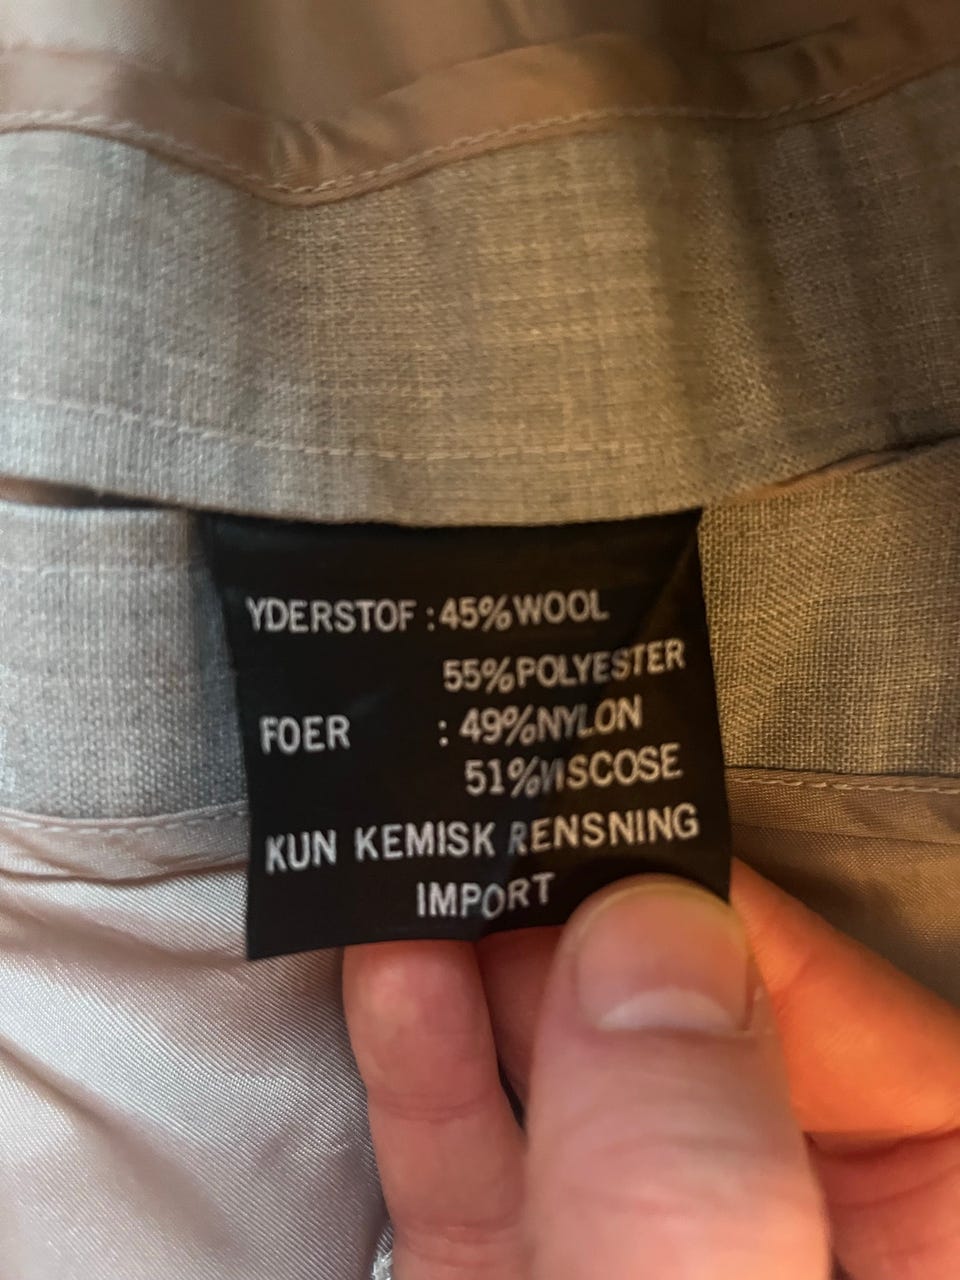 YDERSTOF : 45% WOOL
55% POLYESTER
FOER : 49% NYLON
51% VISCOSE
KUN KEMISK RENSNING
IMPORT